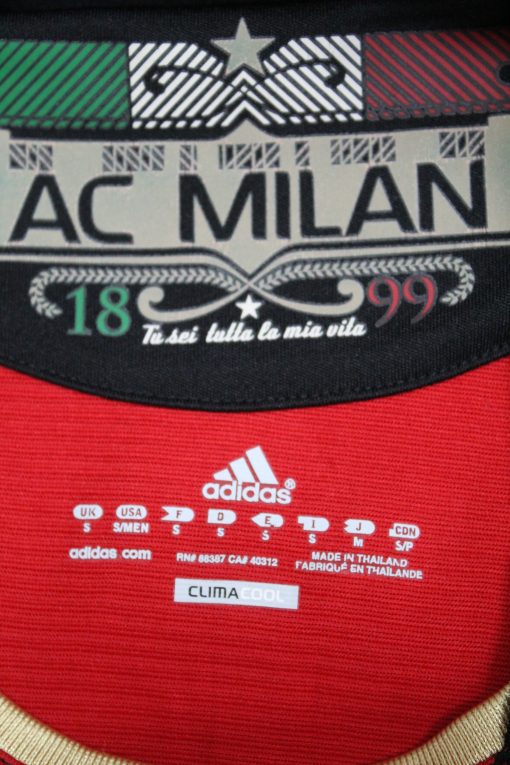 AC MILAN
18 99
Tu sei tutta la mia vita
adidas®
UK USA F D E I J CDN
S S/MEN S S S S M S/P
adidas.com RN# 88387 CA# 40312 MADE IN THAILAND
FABRIQUÉ EN THAÏLANDE
CLIMACOOL